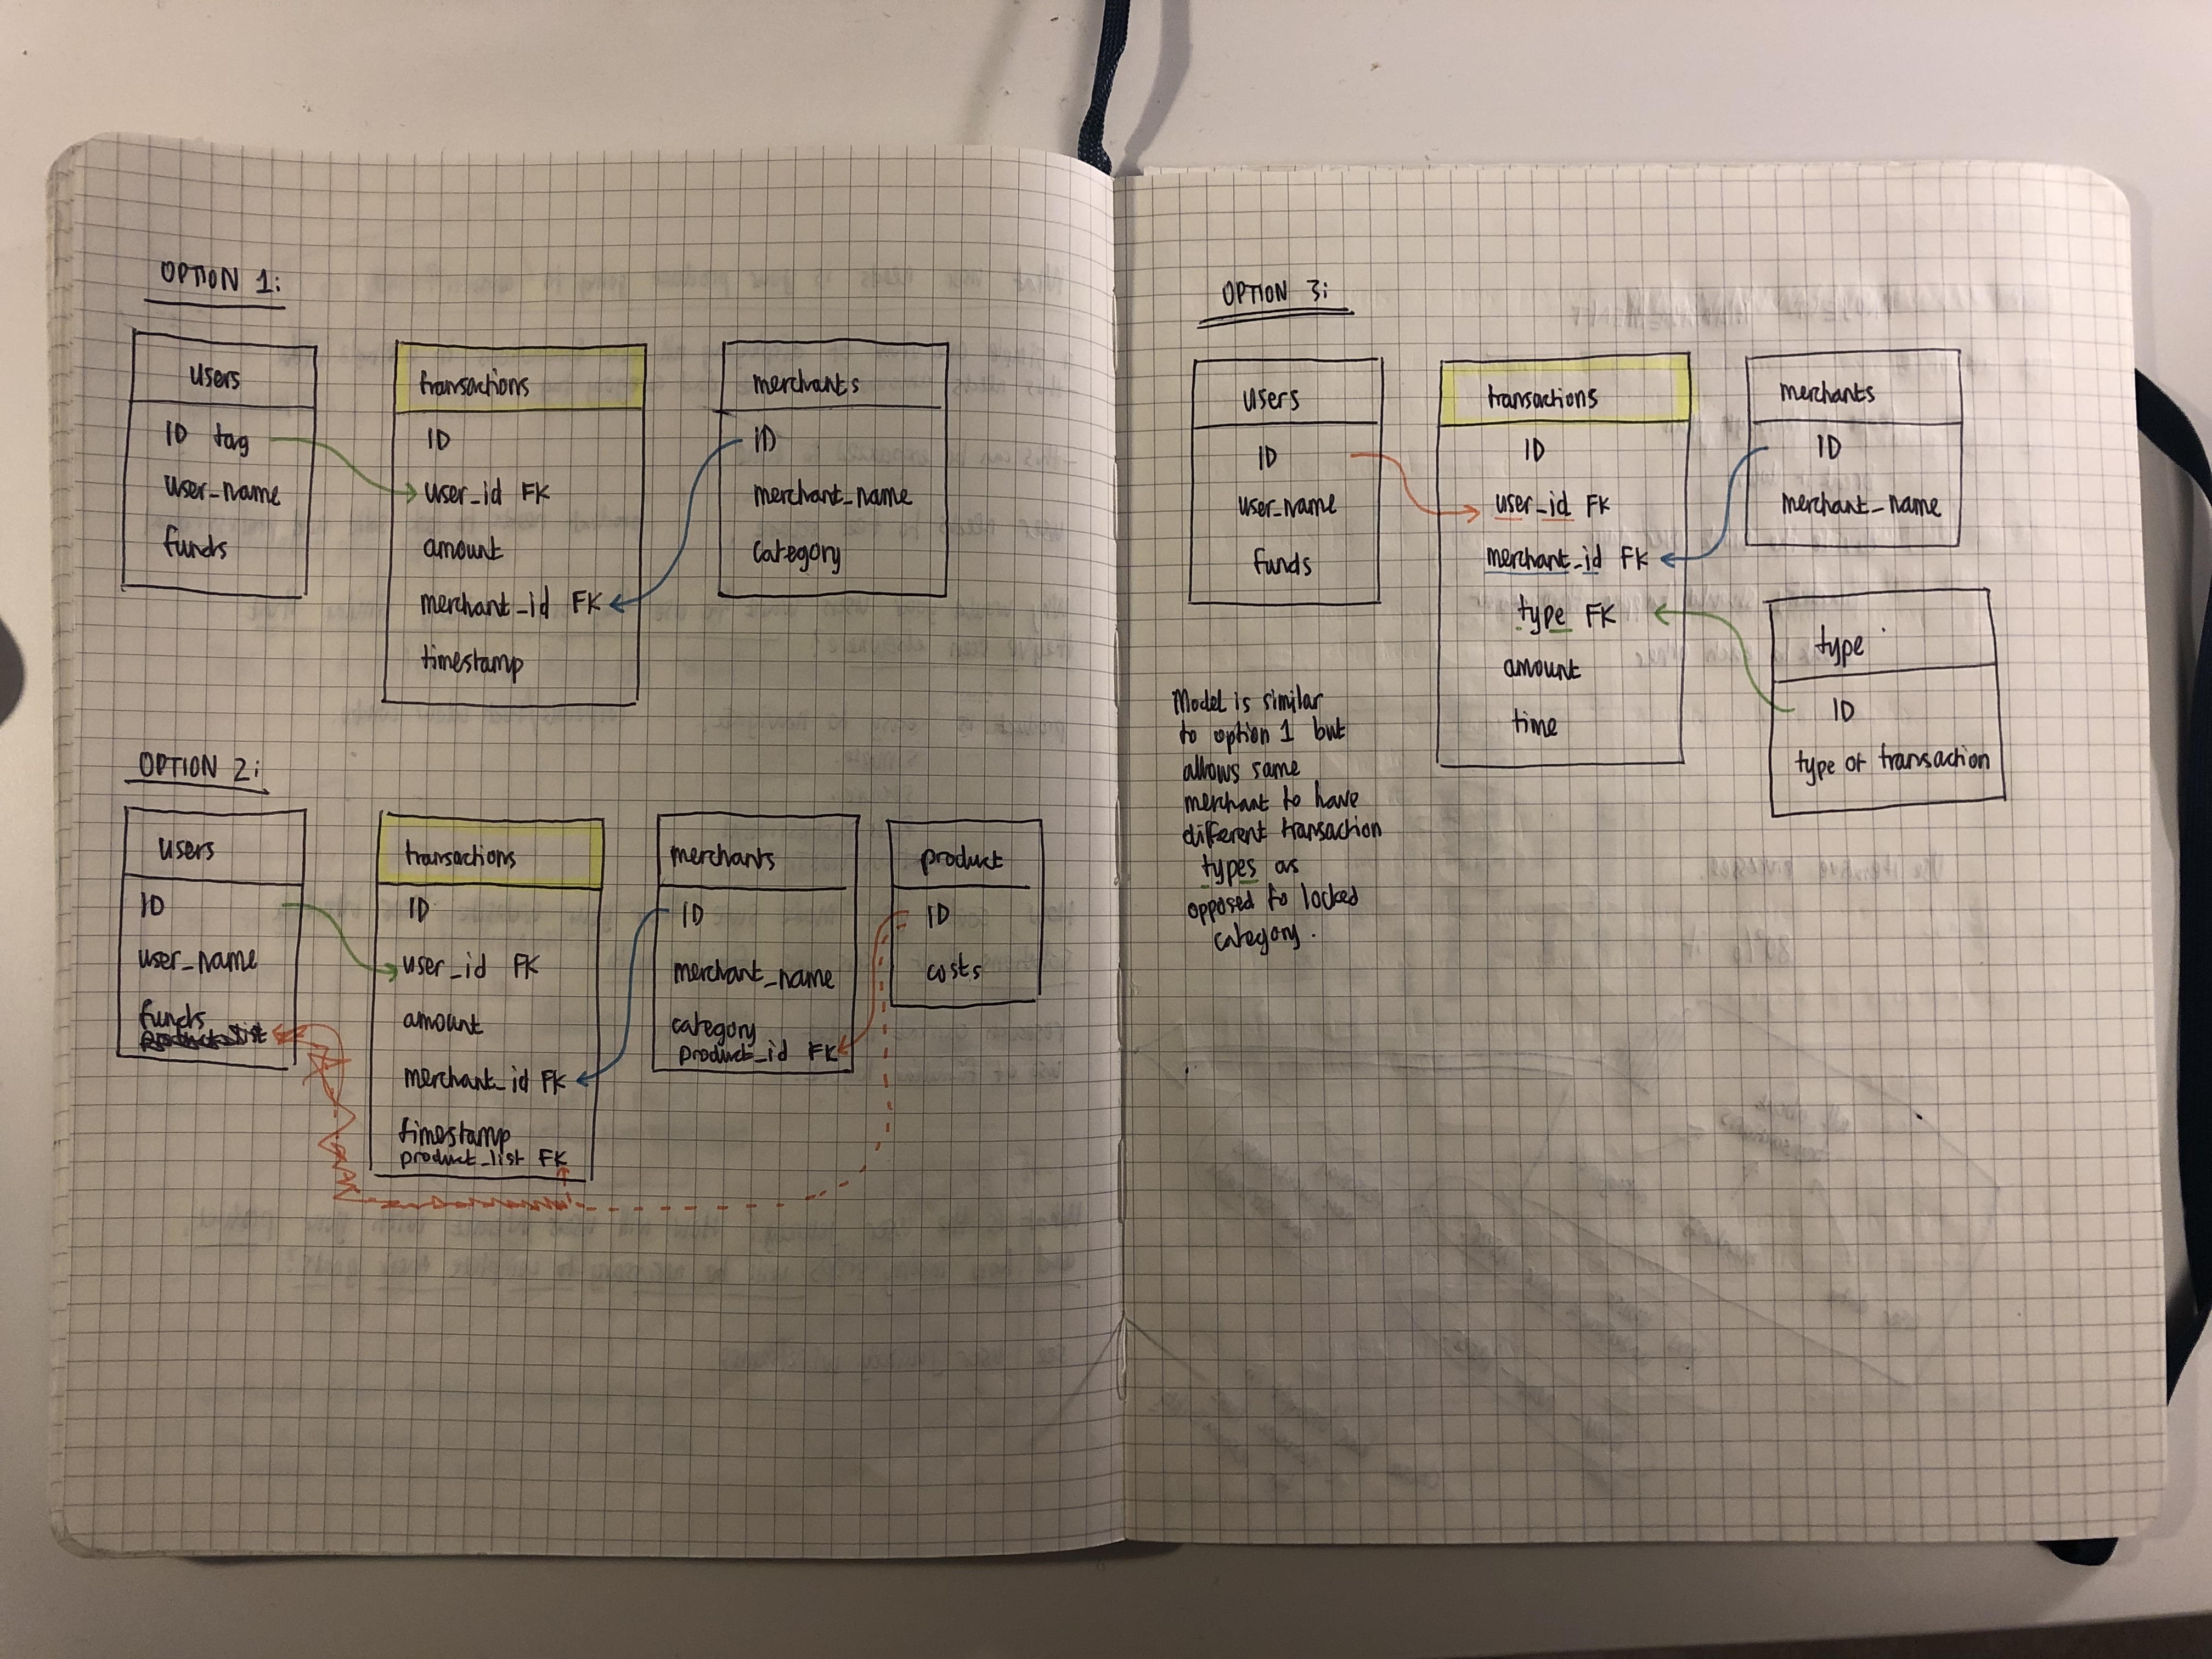 OPTION 1:
users
ID tag
user_name
funds
transactions
ID
user_id FK
amount
merchant_id FK
timestamp
merchants
ID
merchant_name
category
OPTION 2:
users
ID
user_name
funds
transactions
ID
user_id FK
amount
merchant_id FK
timestamp
product_list FK
merchants
ID
merchant_name
category
product_id FK
product
ID
costs
OPTION 3:
users
ID
user_name
funds
transactions
ID
user_id FK
merchant_id FK
type FK
amount
time
merchants
ID
merchant_name
type
ID
type of transaction
Model is similar
to option 1 but
allows same
merchant to have
different transaction
types as
opposed to locked
category.